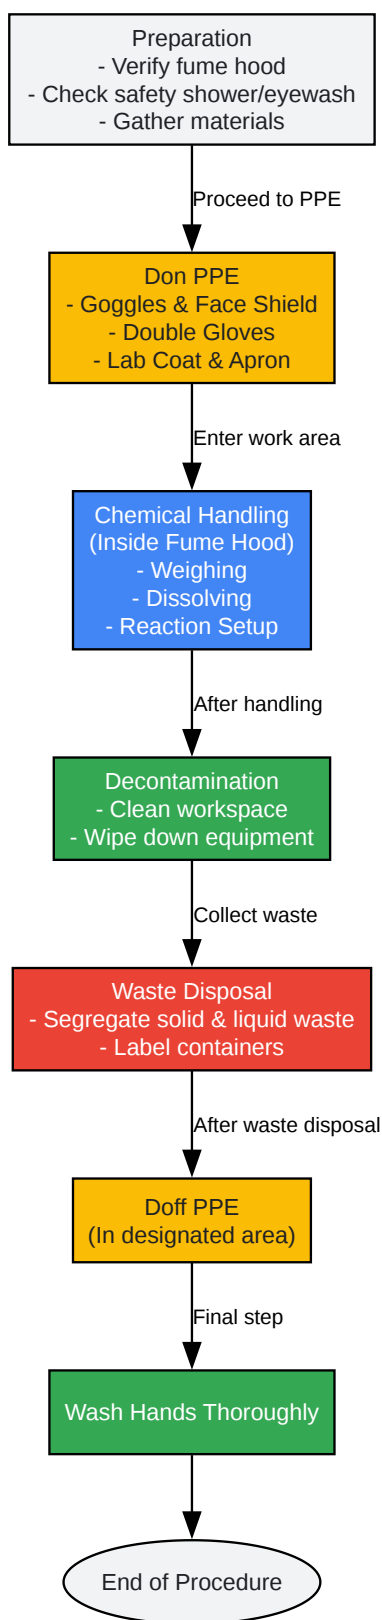 Preparation
- Verify fume hood
- Check safety shower/eyewash
- Gather materials
Proceed to PPE
Don PPE
- Goggles & Face Shield
- Double Gloves
- Lab Coat & Apron
Enter work area
Chemical Handling
(Inside Fume Hood)
- Weighing
- Dissolving
- Reaction Setup
After handling
Decontamination
- Clean workspace
- Wipe down equipment
Collect waste
Waste Disposal
- Segregate solid & liquid waste
- Label containers
After waste disposal
Doff PPE
(In designated area)
Final step
Wash Hands Thoroughly
End of Procedure